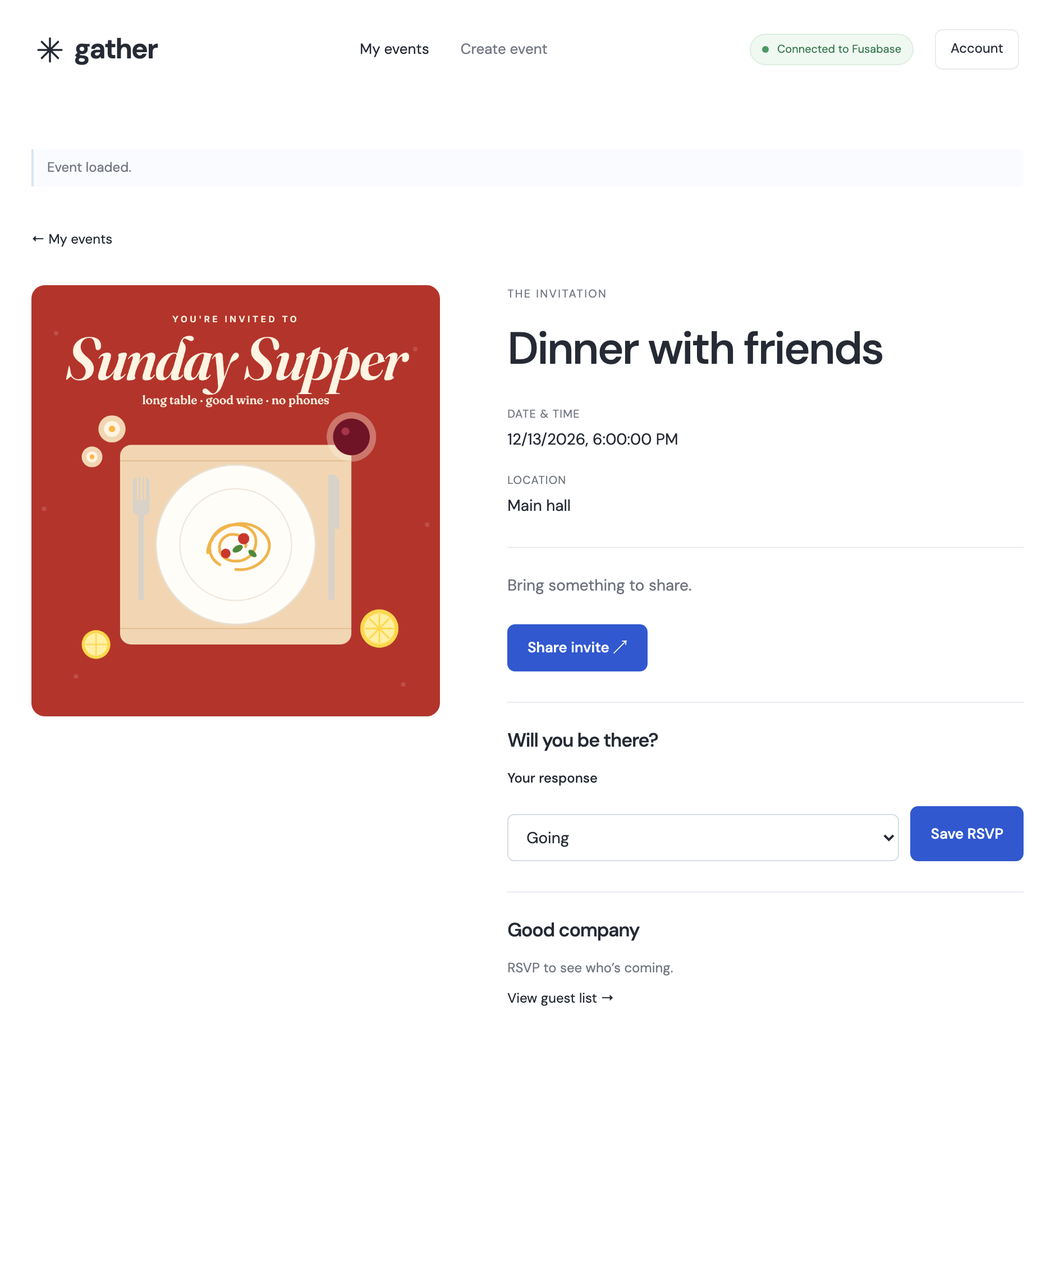 gather
My events
Create event
Connected to Fusabase
Account
Event loaded.
← My events
YOU'RE INVITED TO
Sunday Supper
long table · good wine · no phones
THE INVITATION
Dinner with friends
DATE & TIME
12/13/2026, 6:00:00 PM
LOCATION
Main hall
Bring something to share.
Share invite ↗
Will you be there?
Your response
Going
Save RSVP
Good company
RSVP to see who’s coming.
View guest list →